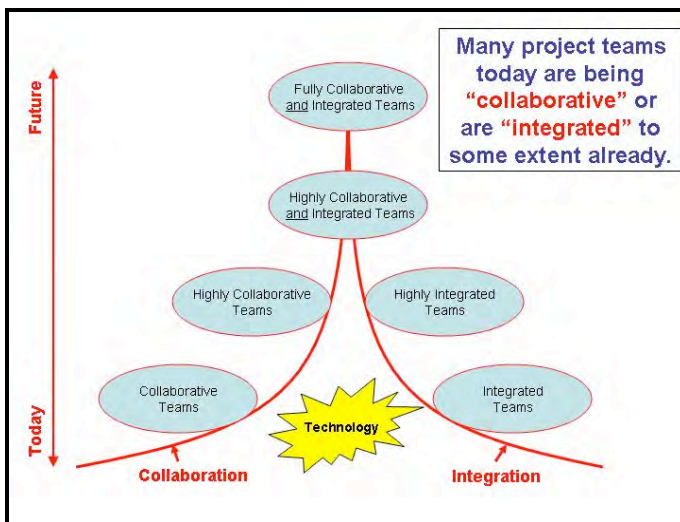 Many project teams
today are being
“collaborative” or
are “integrated” to
some extent already.
Future
Fully Collaborative
and Integrated Teams
Highly Collaborative
and Integrated Teams
Highly Collaborative
Teams
Highly Integrated
Teams
Collaborative
Teams
Integrated
Teams
Technology
Today
Collaboration
Integration